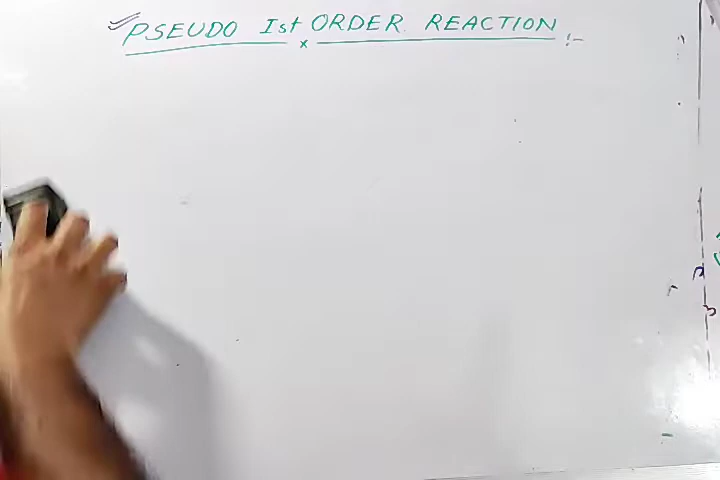 PSEUDO Ist ORDER REACTION :-